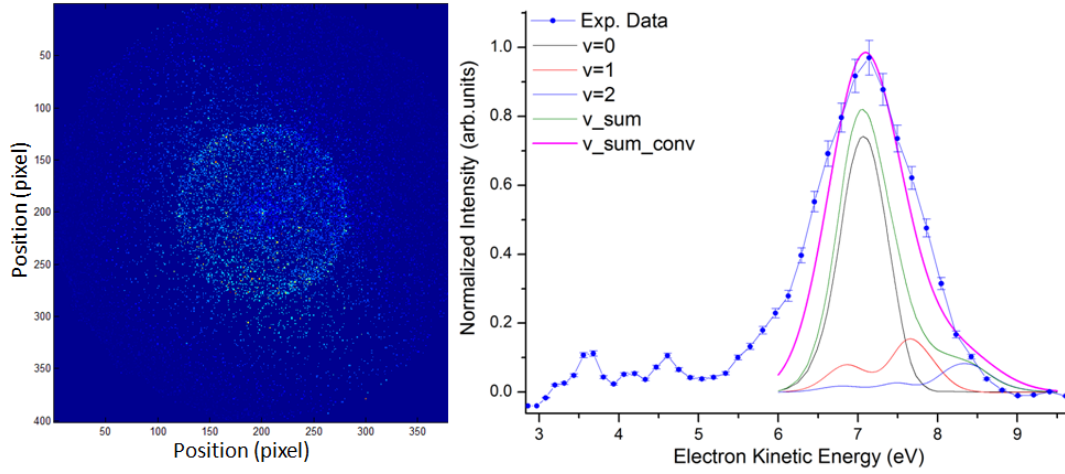 50
100
150
200
250
300
350
400
50 100 150 200 250 300 350
Position (pixel)
Position (pixel)
Exp. Data
v=0
v=1
v=2
v_sum
v_sum_conv
1.0
0.8
0.6
0.4
0.2
0.0
3 4 5 6 7 8 9
Normalized Intensity (arb.units)
Electron Kinetic Energy (eV)